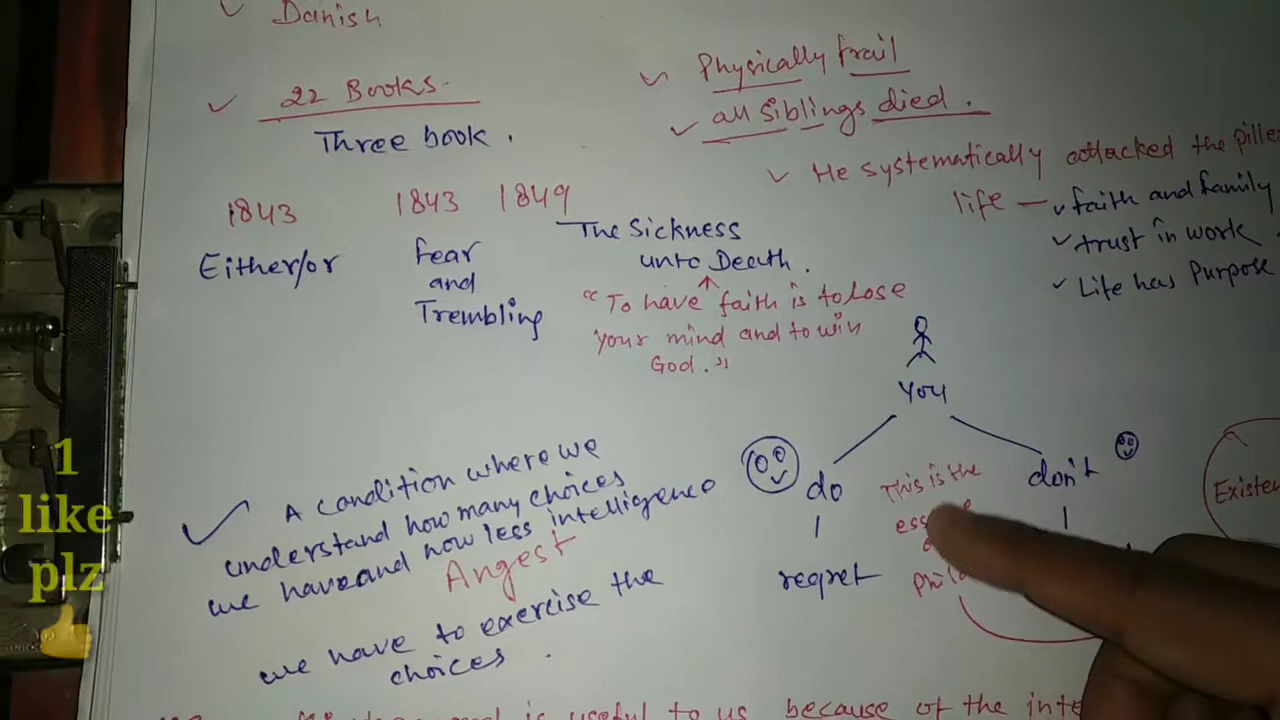 Danish
22 Books.
Three book.
1843
Either/or
1843
Fear
and
Trembling
1849
The Sickness
unto Death.
"To have faith is to lose
your mind and to win
God."
Physically frail
all siblings died.
He systematically attacked the
life - faith and family
trust in work
Life has Purpose
You
do
regret
don't
This is the
Angest
A condition where we
understand how many choices
we have and how less intelligence
we have to exercise the
choices.
is useful to us because of the
1
like
plz